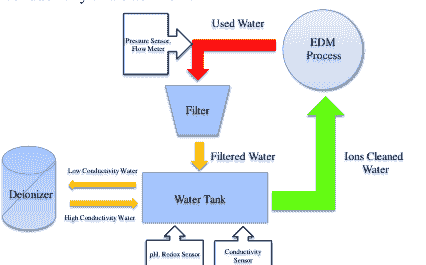 Used Water
Pressure Sensor,
Flow Meter
EDM
Process
Filter
Filtered Water
Ions Cleaned
Water
Low Conductivity Water
Deionizer
Water Tank
High Conductivity Water
pH, Redox Sensor
Conductivity
Sensor